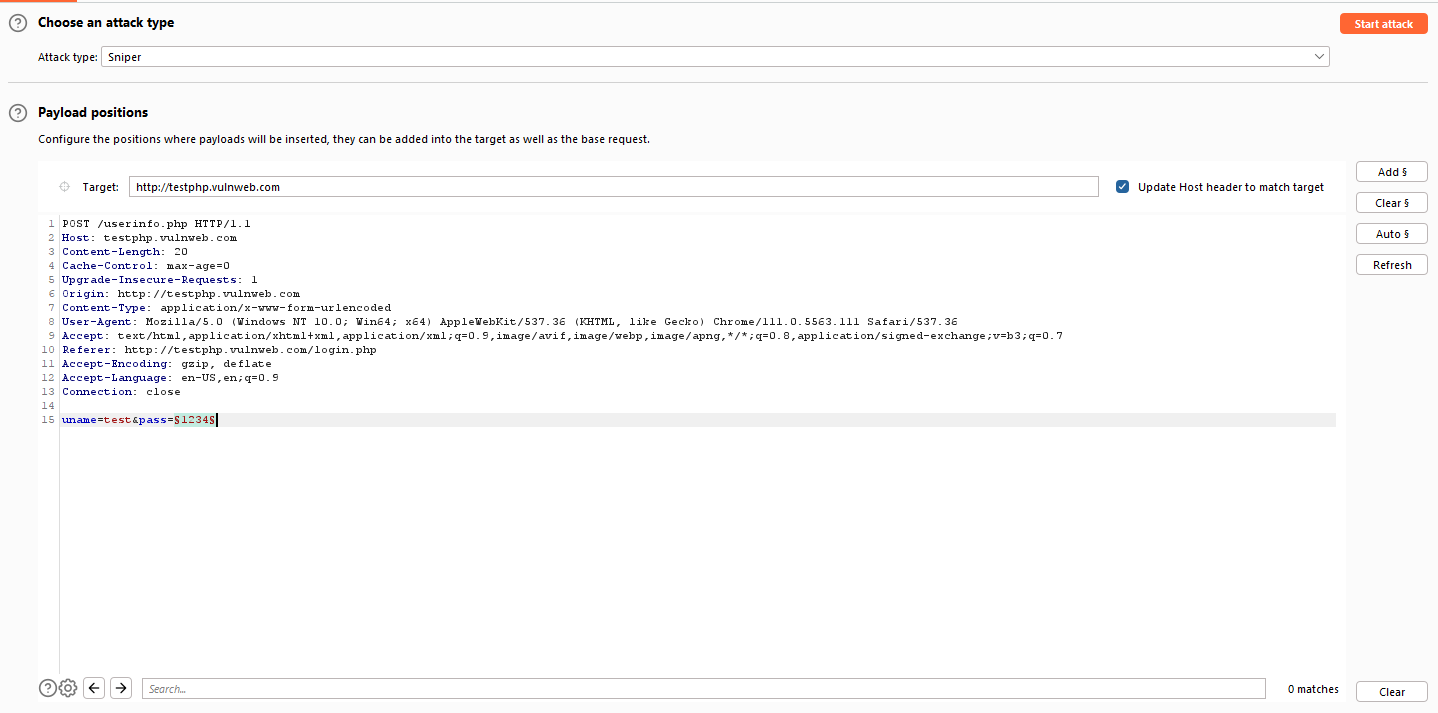 Choose an attack type
Start attack
Attack type: Sniper
Payload positions
Configure the positions where payloads will be inserted, they can be added into the target as well as the base request.
Target: http://testphp.vulnweb.com
Update Host header to match target
Add §
Clear §
Auto §
Refresh
1 POST /userinfo.php HTTP/1.1
2 Host: testphp.vulnweb.com
3 Content-Length: 20
4 Cache-Control: max-age=0
5 Upgrade-Insecure-Requests: 1
6 Origin: http://testphp.vulnweb.com
7 Content-Type: application/x-www-form-urlencoded
8 User-Agent: Mozilla/5.0 (Windows NT 10.0; Win64; x64) AppleWebKit/537.36 (KHTML, like Gecko) Chrome/111.0.5563.111 Safari/537.36
9 Accept: text/html,application/xhtml+xml,application/xml;q=0.9,image/avif,image/webp,image/apng,*/*;q=0.8,application/signed-exchange;v=b3;q=0.7
10 Referer: http://testphp.vulnweb.com/login.php
11 Accept-Encoding: gzip, deflate
12 Accept-Language: en-US,en;q=0.9
13 Connection: close
14
15 uname=test&pass=§1234§
Search...
0 matches
Clear